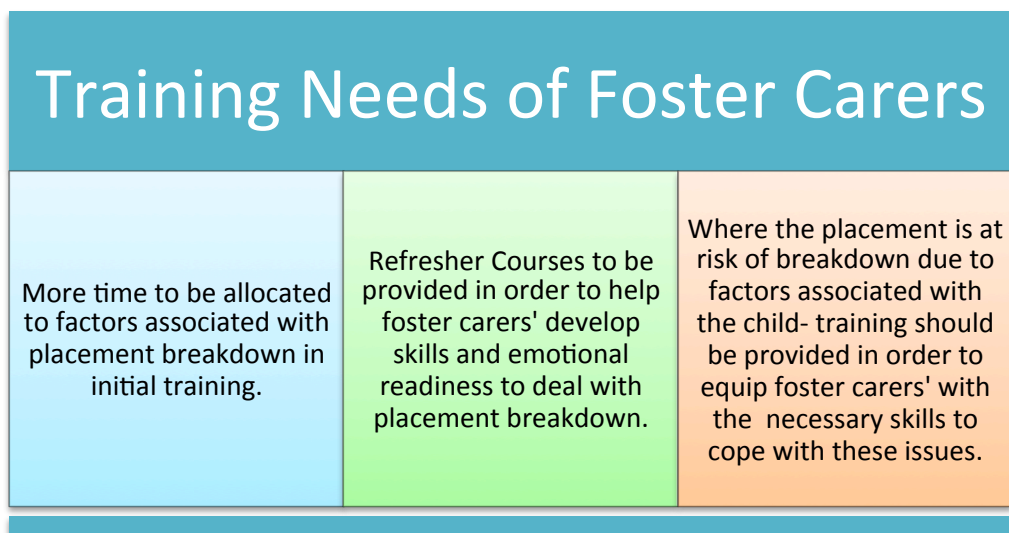 Training Needs of Foster Carers
More time to be allocated
to factors associated with
placement breakdown in
initial training.
Refresher Courses to be
provided in order to help
foster carers' develop
skills and emotional
readiness to deal with
placement breakdown.
Where the placement is at
risk of breakdown due to
factors associated with
the child- training should
be provided in order to
equip foster carers' with
the  necessary skills to
cope with these issues.